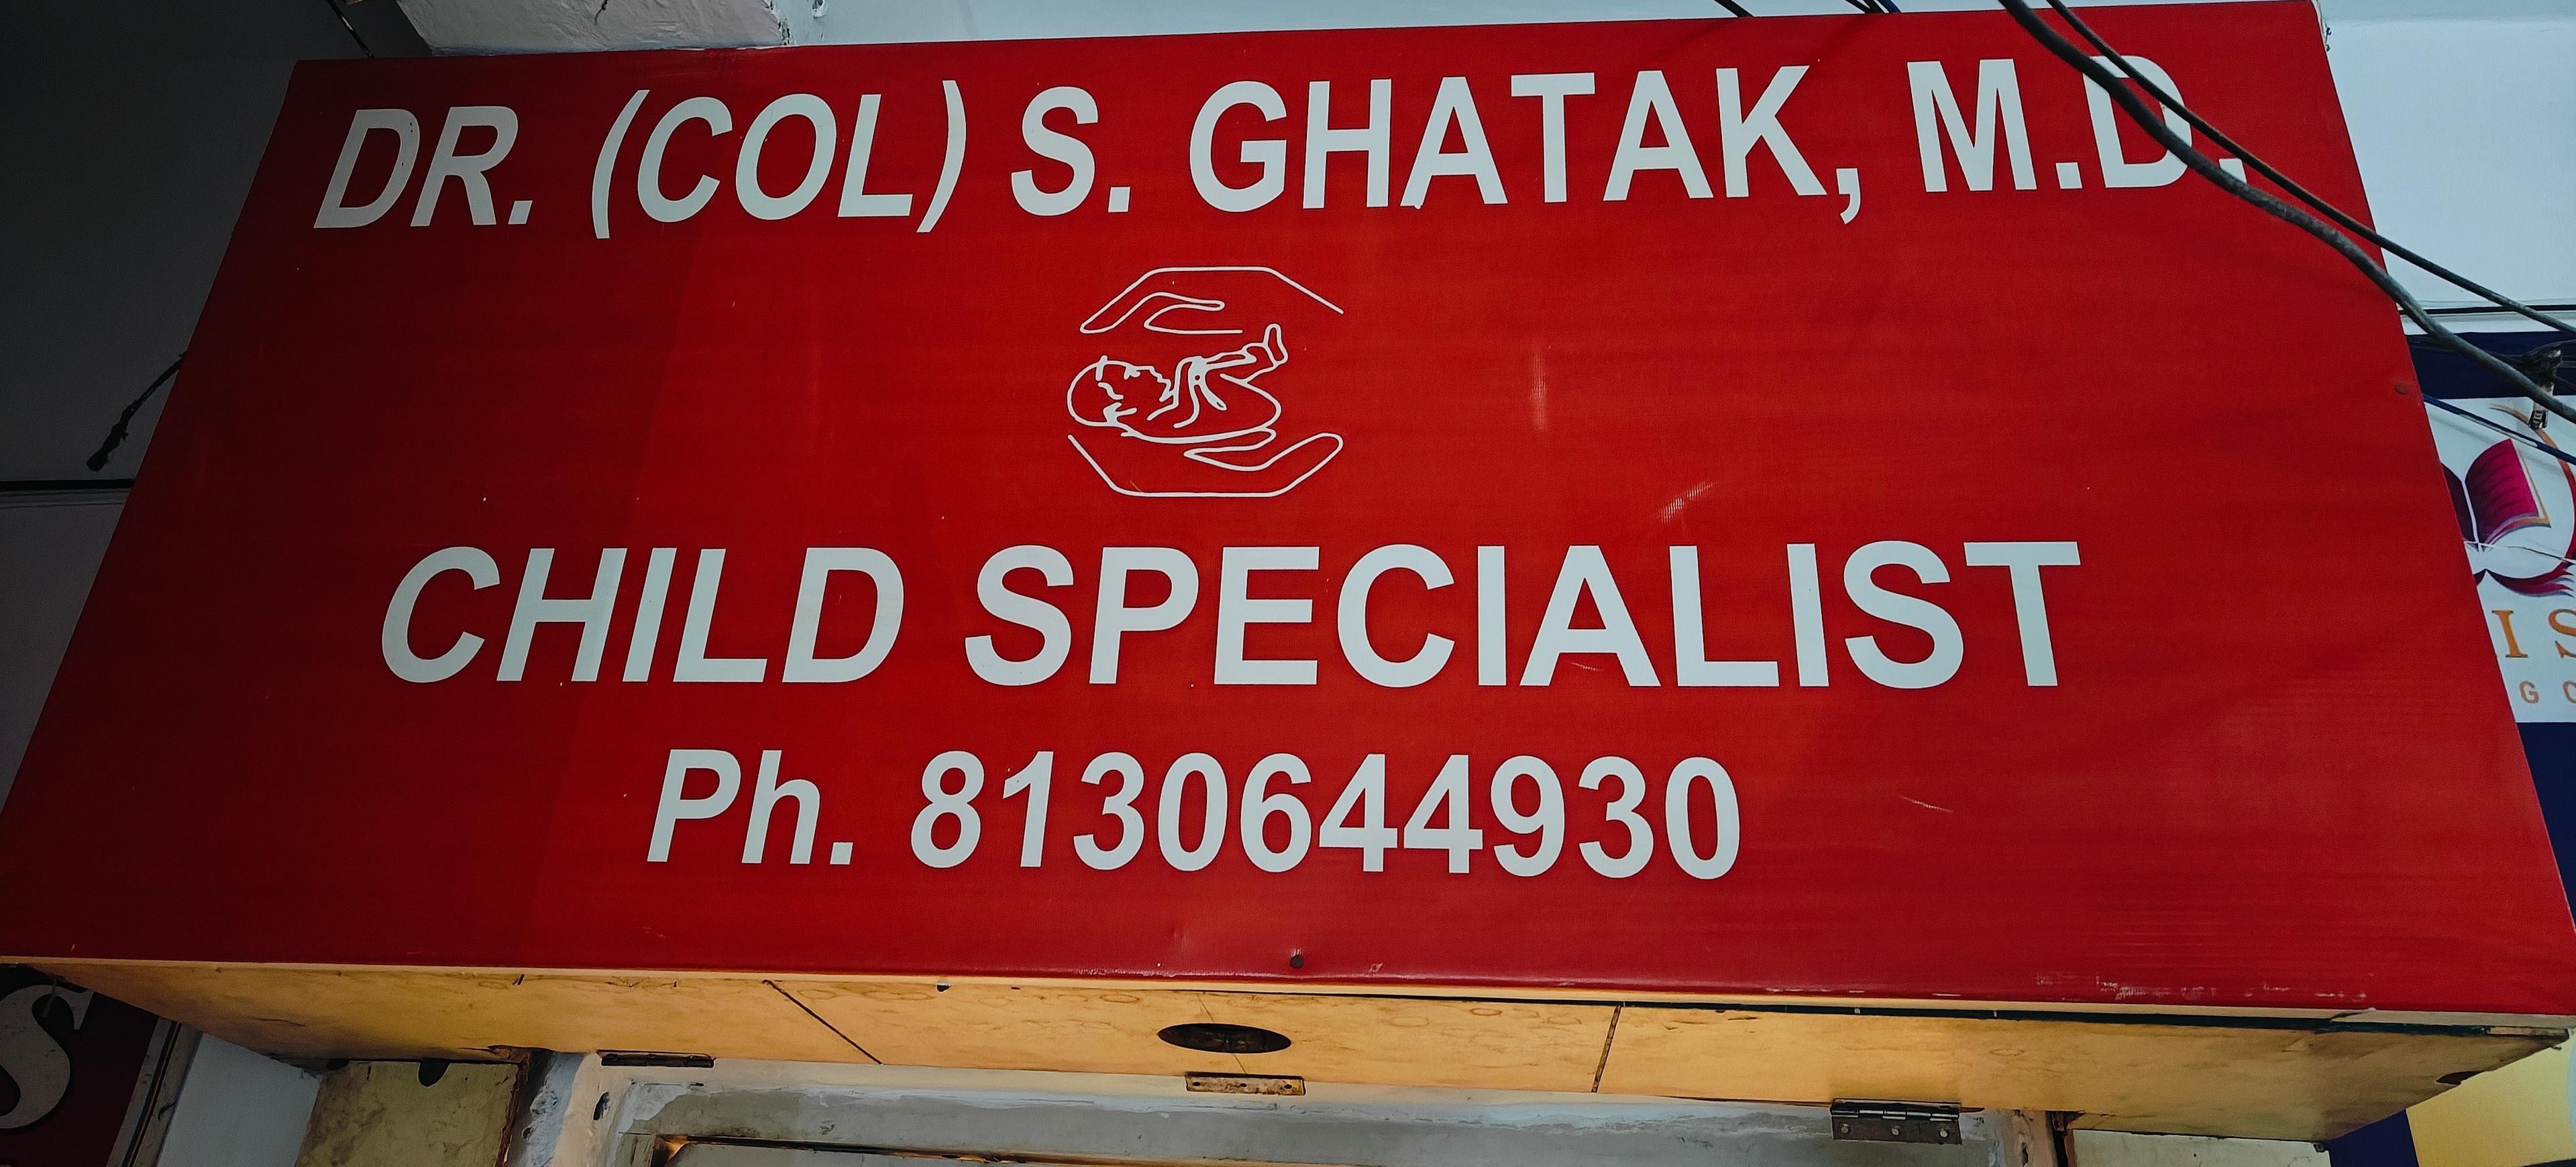 DR. (COL) S. GHATAK, M.D.
CHILD SPECIALIST
Ph. 8130644930